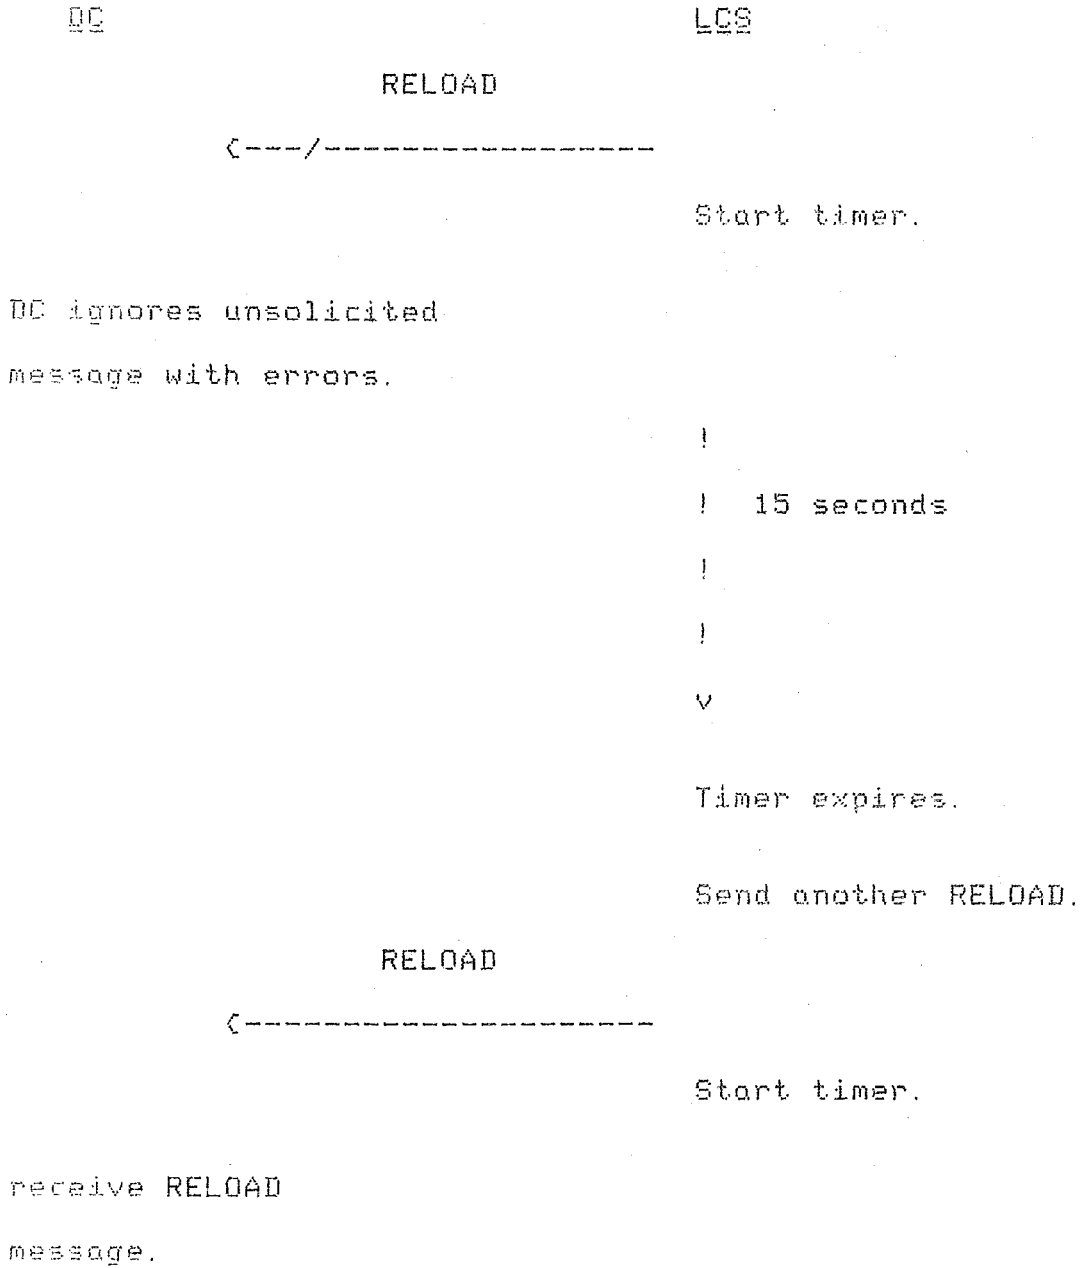 DC LCS
RELOAD
<---/------------------
Start timer.
DC ignores unsolicited
message with errors.
!
! 15 seconds
!
!
v
Timer expires.
Send another RELOAD.
RELOAD
<----------------------
Start timer.
receive RELOAD
message.